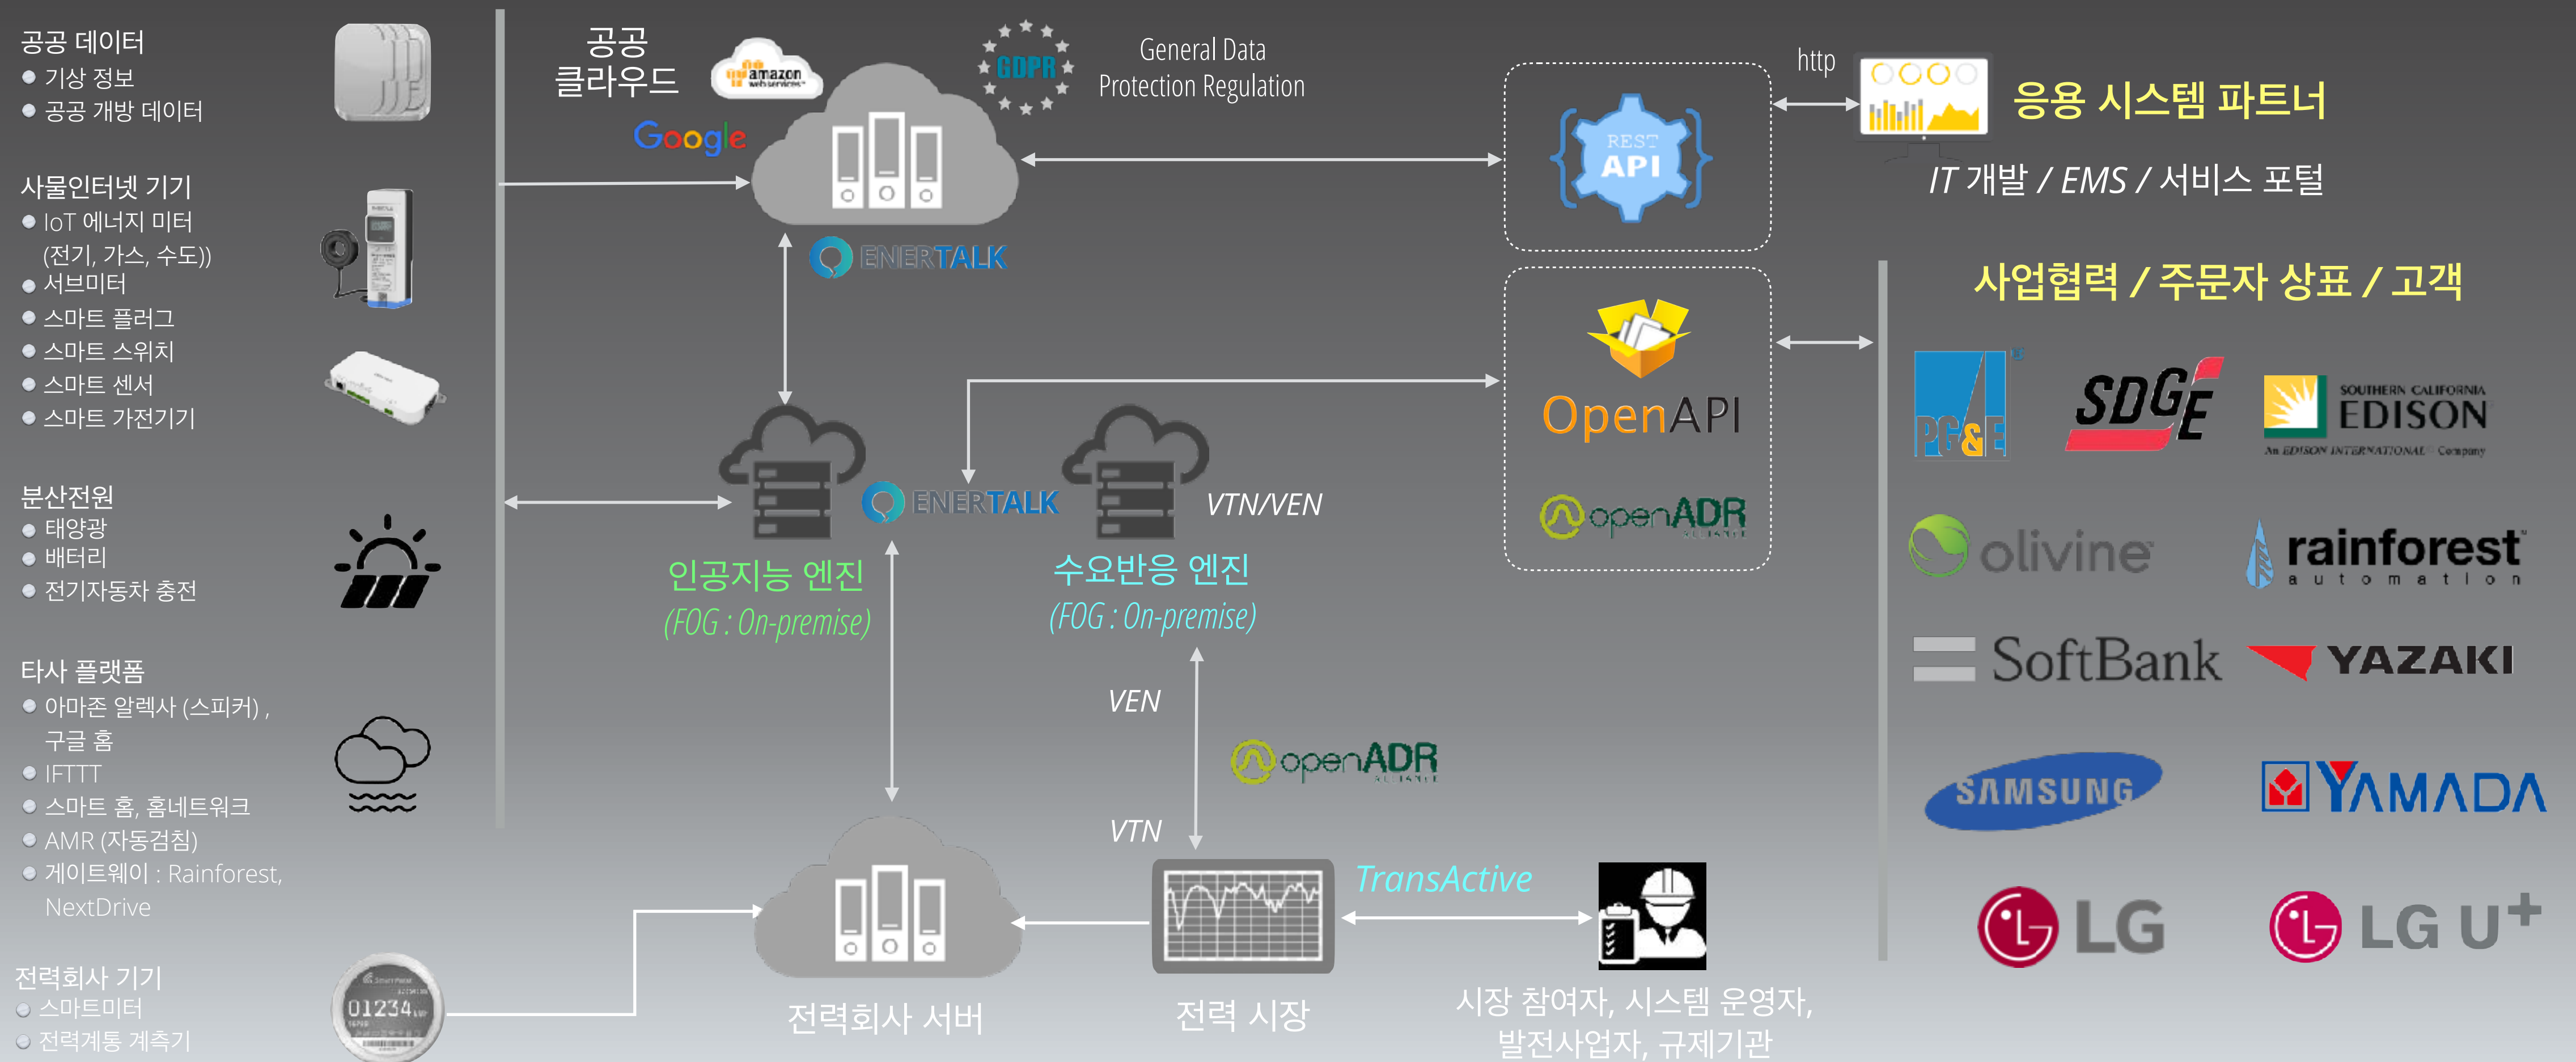 공공 데이터
기상 정보
공공 개방 데이터
사물인터넷 기기
IoT 에너지 미터
(전기, 가스, 수도))
서브미터
스마트 플러그
스마트 스위치
스마트 센서
스마트 가전기기
분산전원
태양광
배터리
전기자동차 충전
타사 플랫폼
아마존 알렉사 (스피커) ,
구글 홈
IFTTT
스마트 홈, 홈네트워크
AMR (자동검침)
게이트웨이 : Rainforest,
NextDrive
전력회사 기기
스마트미터
전력계통 계측기
01234
공공
클라우드
amazon
webservices™
Google
GDPR
General Data
Protection Regulation
ENERTALK
REST
API
http
응용 시스템 파트너
IT 개발 / EMS / 서비스 포털
OpenAPI
openADR
ALLIANCE
ENERTALK
VTN/VEN
인공지능 엔진
(FOG : On-premise)
수요반응 엔진
(FOG : On-premise)
VEN
openADR
ALLIANCE
VTN
TransActive
전력회사 서버
전력 시장
시장 참여자, 시스템 운영자,
발전사업자, 규제기관
사업협력 / 주문자 상표 / 고객
PG&E
SDGE
SOUTHERN CALIFORNIA
EDISON
An EDISON INTERNATIONAL® Company
olivine
rainforest™
automation
SoftBank
YAZAKI
SAMSUNG
YAMADA
LG
LG U+